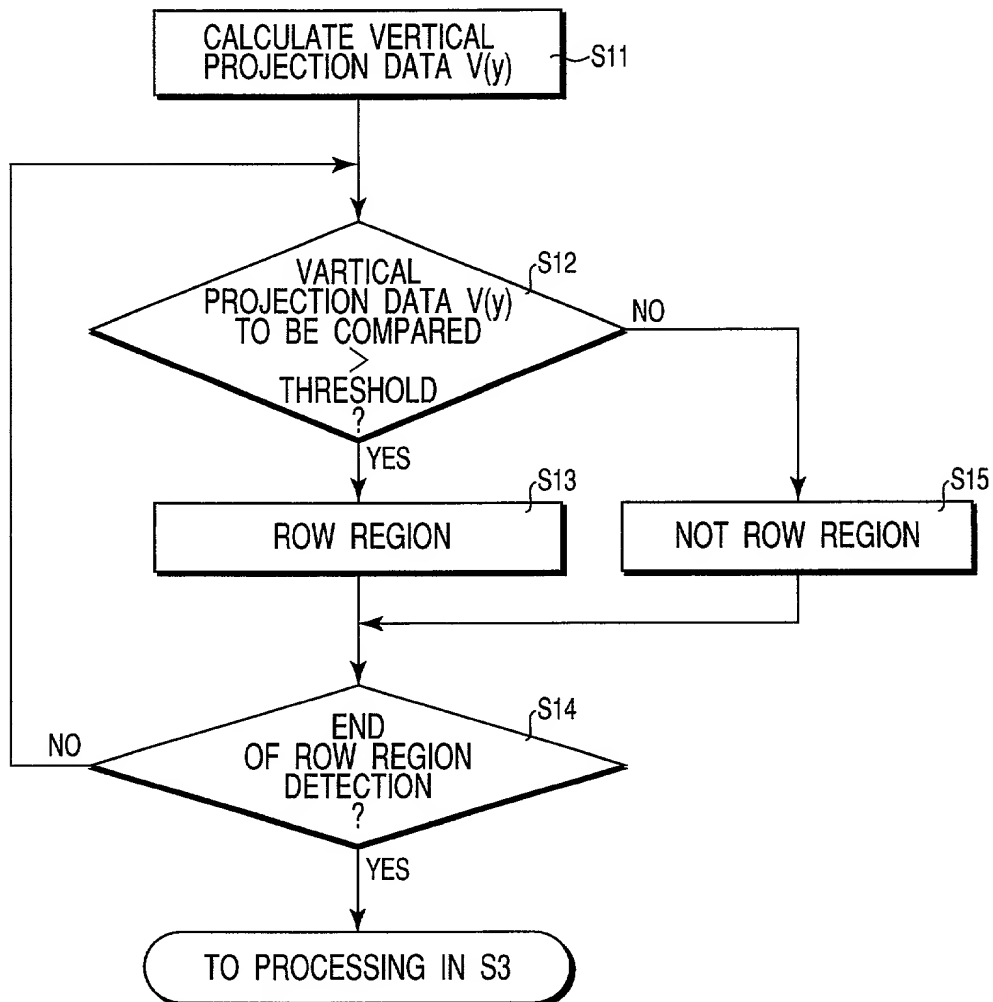 CALCULATE VERTICAL
PROJECTION DATA V(y)
S11
S12
VARTICAL
PROJECTION DATA V(y)
TO BE COMPARED
>
THRESHOLD
?
NO
YES
S13
ROW REGION
S15
NOT ROW REGION
S14
END
OF ROW REGION
DETECTION
?
NO
YES
TO PROCESSING IN S3